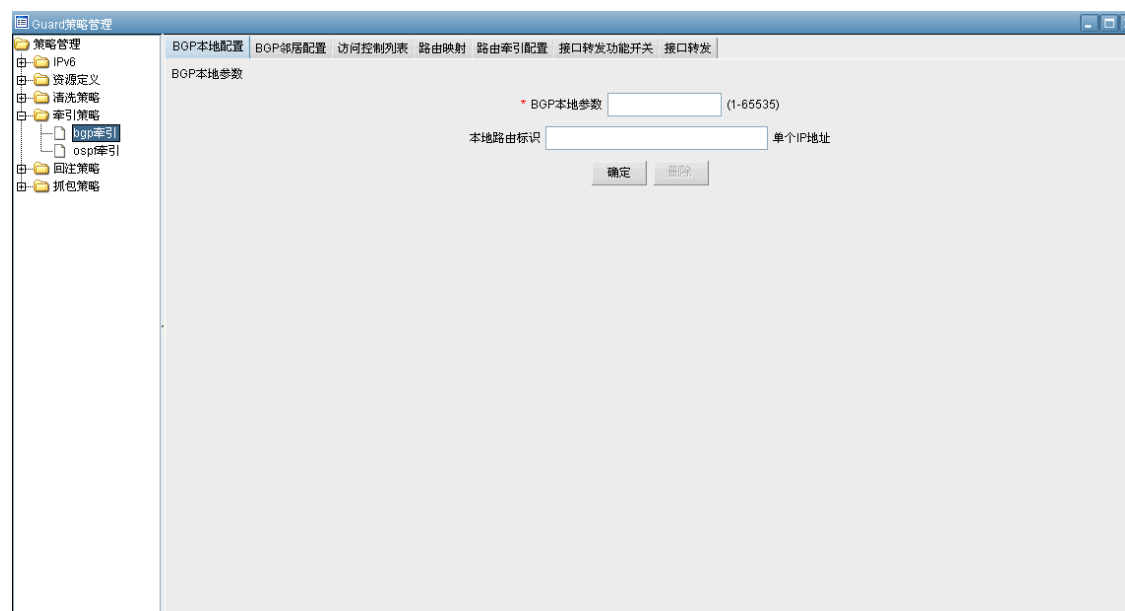 Guard策略管理
策略管理
IPv6
资源定义
清洗策略
牵引策略
bgp牵引
ospf牵引
回注策略
抓包策略
BGP本地配置 BGP邻居配置 访问控制列表 路由映射 路由牵引配置 接口转发功能开关 接口转发
BGP本地参数
* BGP本地参数 (1-65535)
本地路由标识 单个IP地址
确定 删除